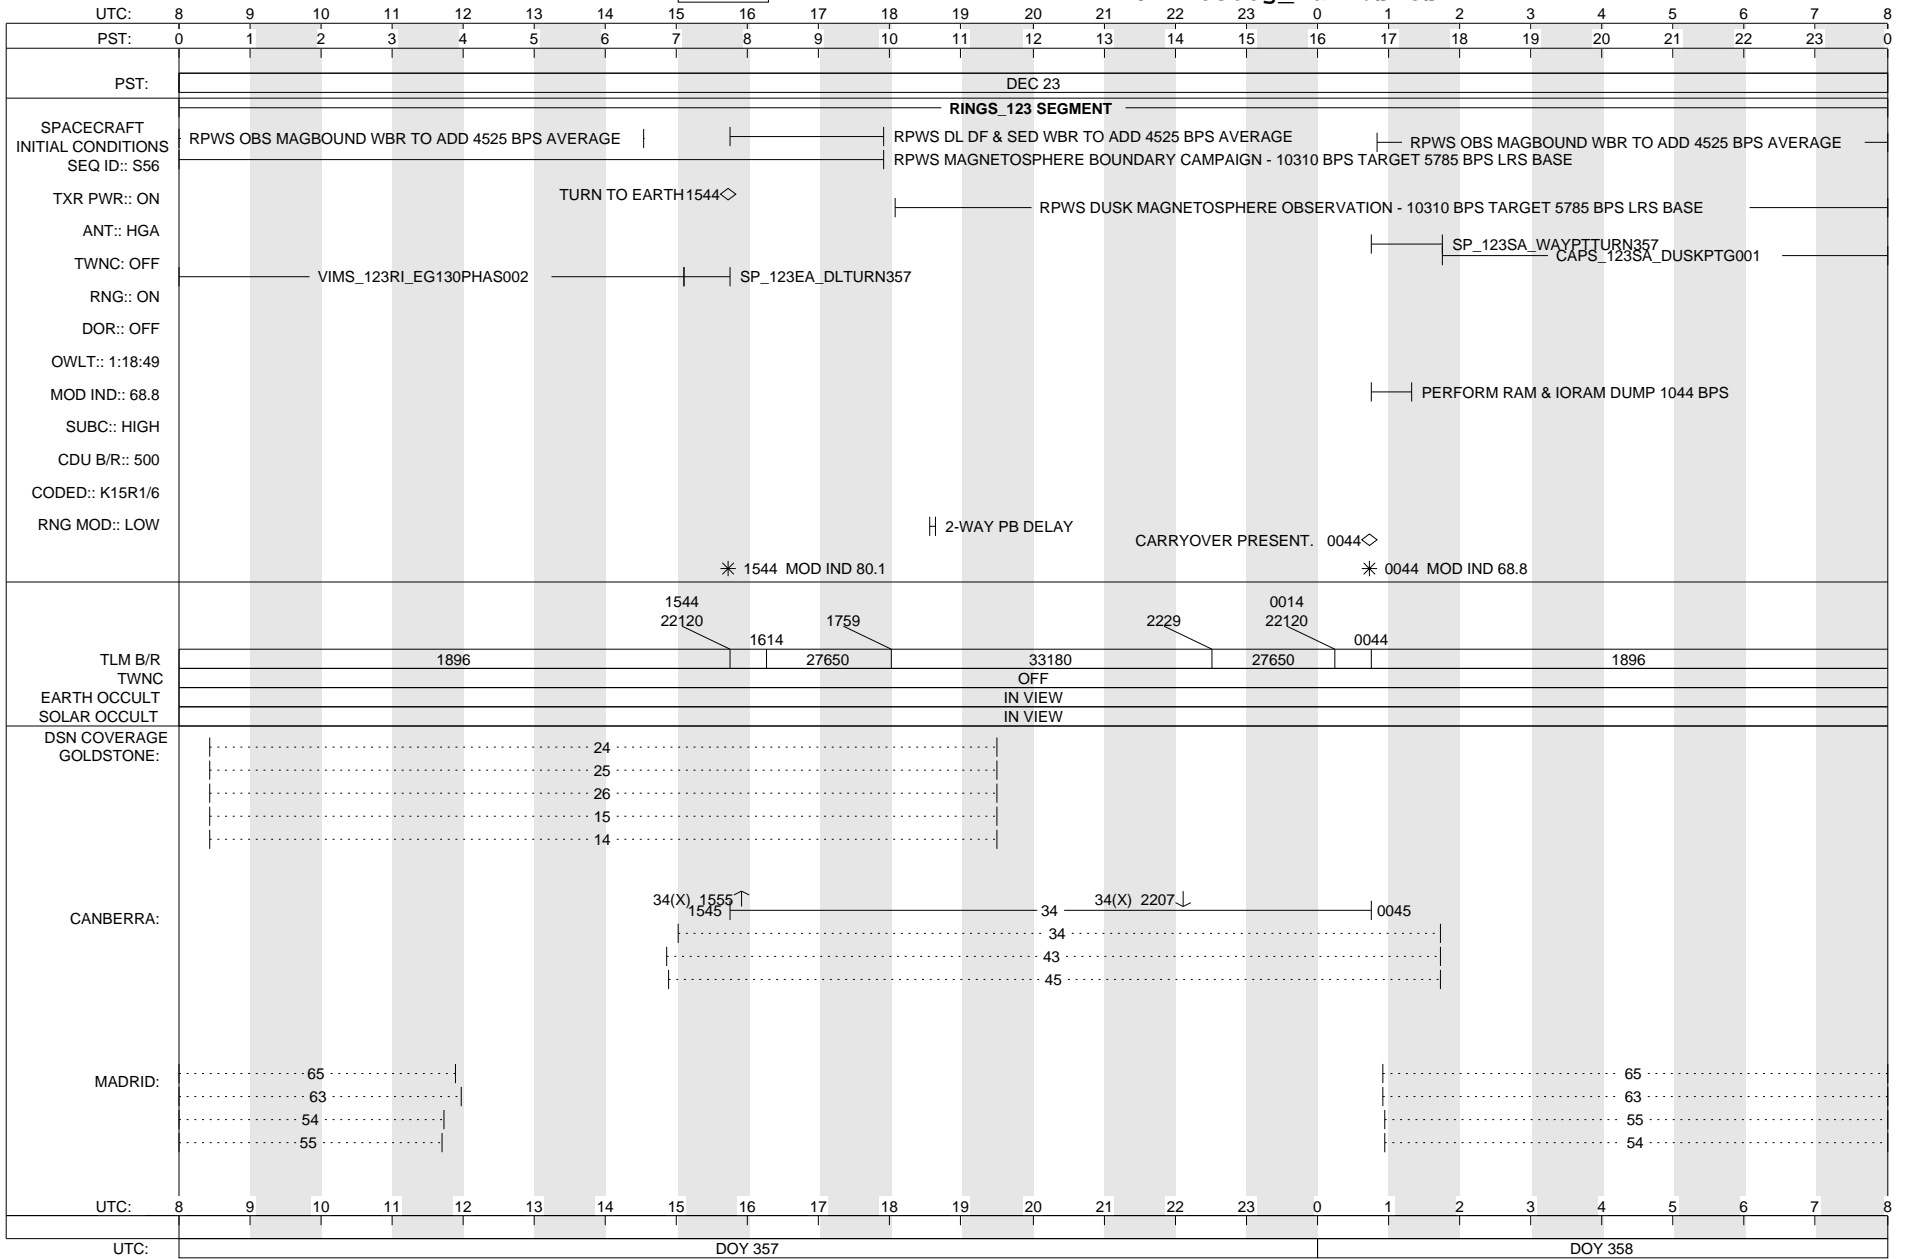 UTC: 8 9 10 11 12 13 14 15 16 17 18 19 20 21 22 23 0 1 2 3 4 5 6 7 8
PST: 0 1 2 3 4 5 6 7 8 9 10 11 12 13 14 15 16 17 18 19 20 21 22 23 0
PST: DEC 23
RINGS_123 SEGMENT
SPACECRAFT
INITIAL CONDITIONS
SEQ ID:: S56
RPWS OBS MAGBOUND WBR TO ADD 4525 BPS AVERAGE
RPWS DL DF & SED WBR TO ADD 4525 BPS AVERAGE
RPWS OBS MAGBOUND WBR TO ADD 4525 BPS AVERAGE
RPWS MAGNETOSPHERE BOUNDARY CAMPAIGN - 10310 BPS TARGET 5785 BPS LRS BASE
TXR PWR:: ON
TURN TO EARTH 1544
RPWS DUSK MAGNETOSPHERE OBSERVATION - 10310 BPS TARGET 5785 BPS LRS BASE
ANT:: HGA
SP_123SA_WAYPTTURN357
CAPS_123SA_DUSKPTG001
TWNC: OFF
VIMS_123RI_EG130PHAS002
SP_123EA_DLTURN357
RNG:: ON
DOR:: OFF
OWLT:: 1:18:49
MOD IND:: 68.8
PERFORM RAM & IORAM DUMP 1044 BPS
SUBC:: HIGH
CDU B/R:: 500
CODED:: K15R1/6
RNG MOD:: LOW
2-WAY PB DELAY
CARRYOVER PRESENT. 0044
1544 MOD IND 80.1
0044 MOD IND 68.8
1544 0014
22120 1759 2229 22120
1614 0044
TLM B/R 1896 27650 33180 27650 1896
TWNC OFF
EARTH OCCULT IN VIEW
SOLAR OCCULT IN VIEW
DSN COVERAGE
GOLDSTONE:
24
25
26
15
14
CANBERRA:
34(X) 1555 34(X) 2207
1545 34 0045
34
43
45
MADRID:
65 65
63 63
54 55
55 54
UTC: 8 9 10 11 12 13 14 15 16 17 18 19 20 21 22 23 0 1 2 3 4 5 6 7 8
UTC: DOY 357 DOY 358